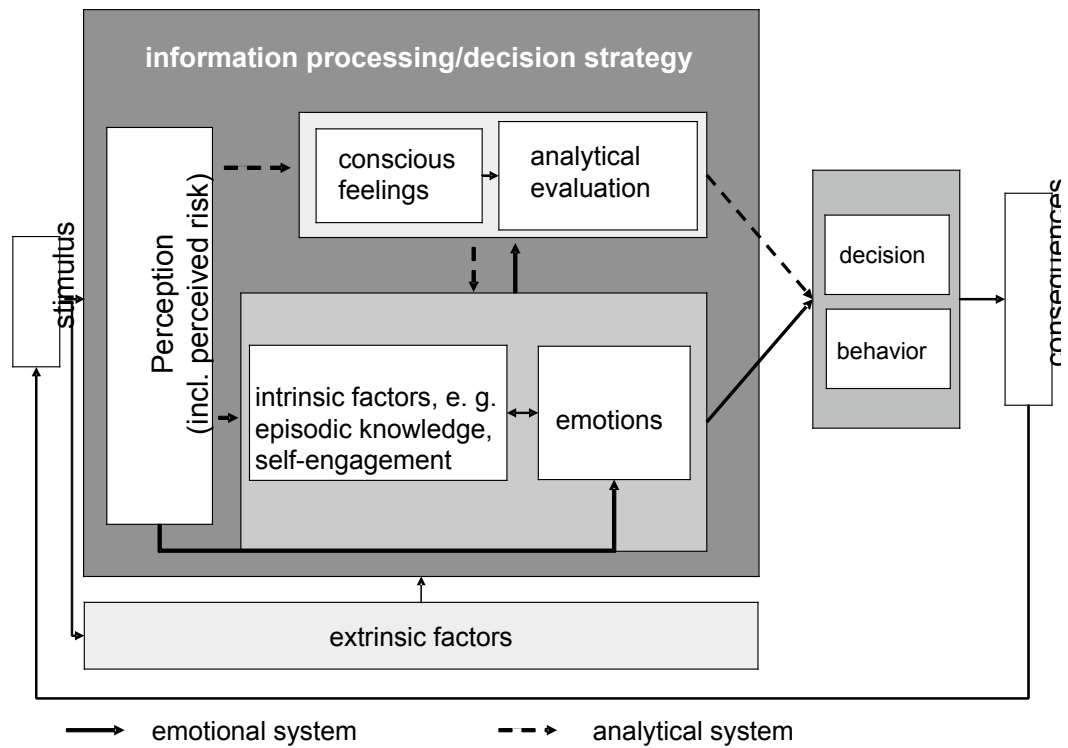 information processing/decision strategy
stimulus
Perception
(incl. perceived risk)
conscious
feelings
analytical
evaluation
intrinsic factors, e. g.
episodic knowledge,
self-engagement
emotions
decision
behavior
consequences
extrinsic factors
emotional system
analytical system